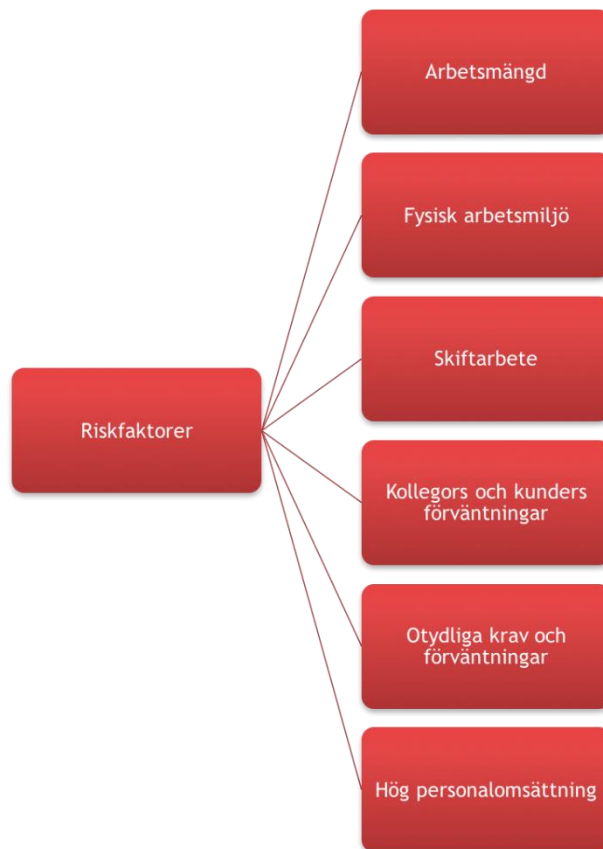 Arbetsmängd
Fysisk arbetsmiljö
Skiftarbete
Riskfaktorer
Kollegors och kunders
förväntningar
Otydliga krav och
förväntningar
Hög personalomsättning